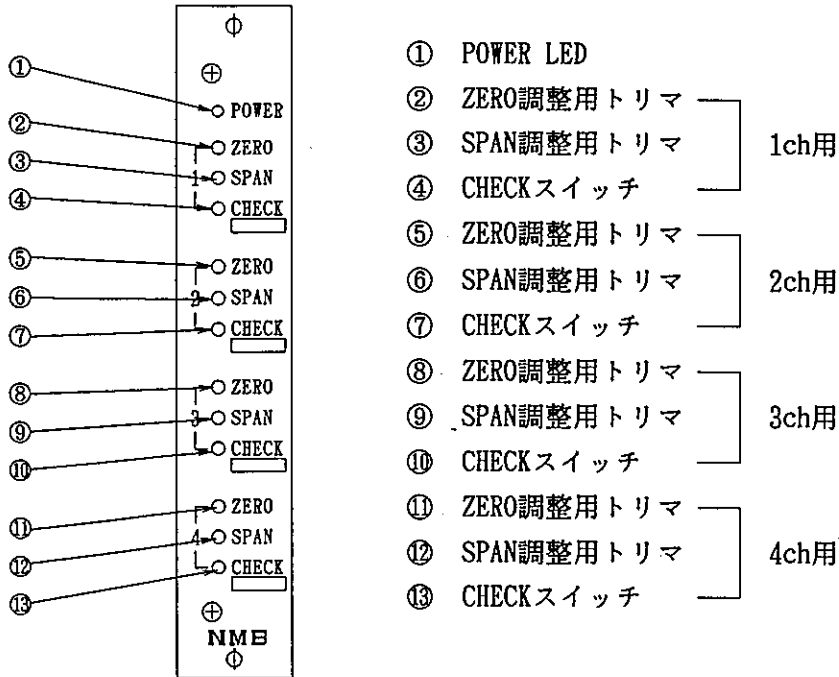 ① POWER
② ZERO
③ 1 SPAN
④ CHECK
⑤ ZERO
⑥ 2 SPAN
⑦ CHECK
⑧ ZERO
⑨ 3 SPAN
⑩ CHECK
⑪ ZERO
⑫ 4 SPAN
⑬ CHECK
NMB
① POWER LED
② ZERO調整用トリマ
③ SPAN調整用トリマ 1ch用
④ CHECKスイッチ
⑤ ZERO調整用トリマ
⑥ SPAN調整用トリマ 2ch用
⑦ CHECKスイッチ
⑧ ZERO調整用トリマ
⑨ SPAN調整用トリマ 3ch用
⑩ CHECKスイッチ
⑪ ZERO調整用トリマ
⑫ SPAN調整用トリマ 4ch用
⑬ CHECKスイッチ